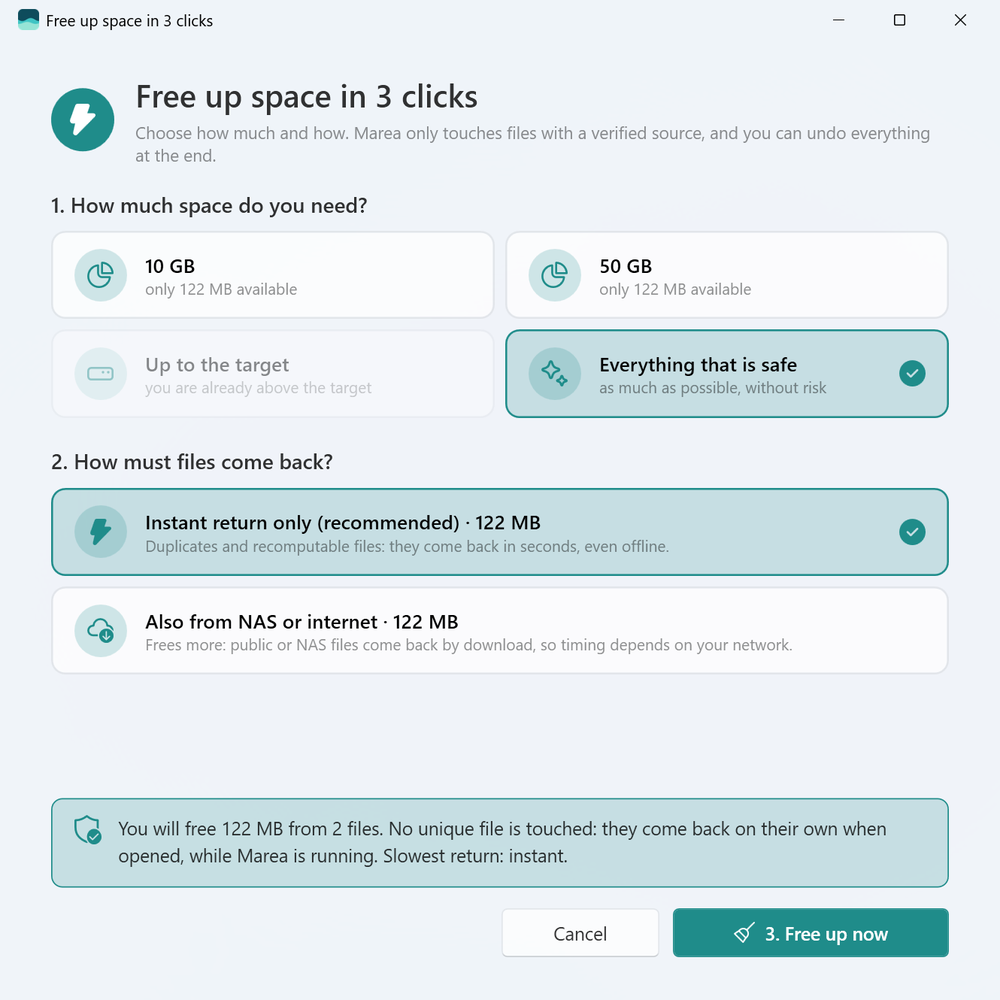 Free up space in 3 clicks
Free up space in 3 clicks
Choose how much and how. Marea only touches files with a verified source, and you can undo everything
at the end.
1. How much space do you need?
10 GB
only 122 MB available
50 GB
only 122 MB available
Up to the target
you are already above the target
Everything that is safe
as much as possible, without risk
2. How must files come back?
Instant return only (recommended) · 122 MB
Duplicates and recomputable files: they come back in seconds, even offline.
Also from NAS or internet · 122 MB
Frees more: public or NAS files come back by download, so timing depends on your network.
You will free 122 MB from 2 files. No unique file is touched: they come back on their own when
opened, while Marea is running. Slowest return: instant.
Cancel
3. Free up now